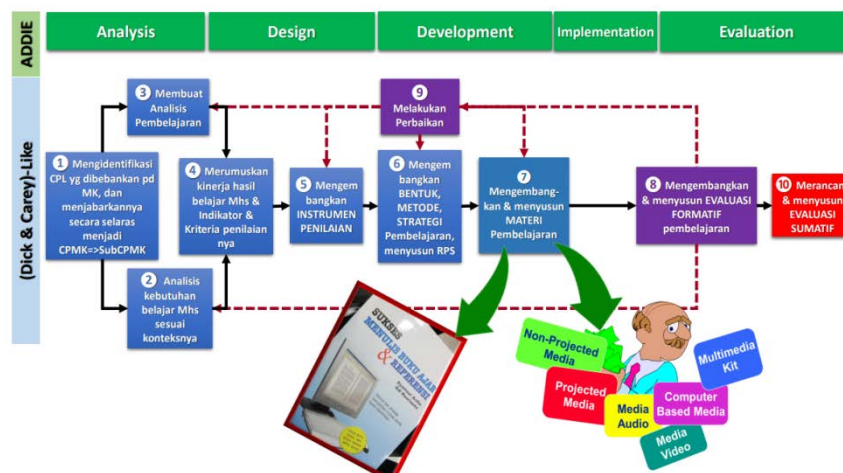 ADDIE
Analysis
Design
Development
Implementation
Evaluation
(Dick & Carey)-Like
3 Membuat
Analisis
Pembelajaran
9
Melakukan
Perbaikan
1 Mengidentifikasi
CPL yg dibebankan pd
MK, dan
menjabarkannya
secara selaras
menjadi
CPMK=>SubCPMK
4
Merumuskan
kinerja hasil
belajar Mhs &
Indikator &
Kriteria penilaian
nya
5
Mengem
bangkan
INSTRUMEN
PENILAIAN
6 Mengem
bangkan
BENTUK,
METODE,
STRATEGI
Pembelajaran,
menyusun RPS
7
Mengembang-
kan & menyusun
MATERI
Pembelajaran
8 Mengembangkan
& menyusun EVALUASI
FORMATIF
pembelajaran
10 Merancang
& menyusun
EVALUASI
SUMATIF
2 Analisis
kebutuhan
belajar Mhs
sesuai
konteksnya
SUKSES
MENULIS BUKU AJAR
& REFERENSI
Non-Projected
Media
Projected
Media
Media
Audio
Computer
Based Media
Multimedia
Kit
Media
Video